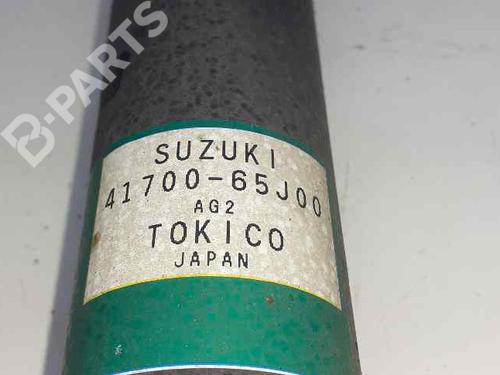 B-PARTS
SUZUKI
41700-65J00
AG2
TOKICO
JAPAN